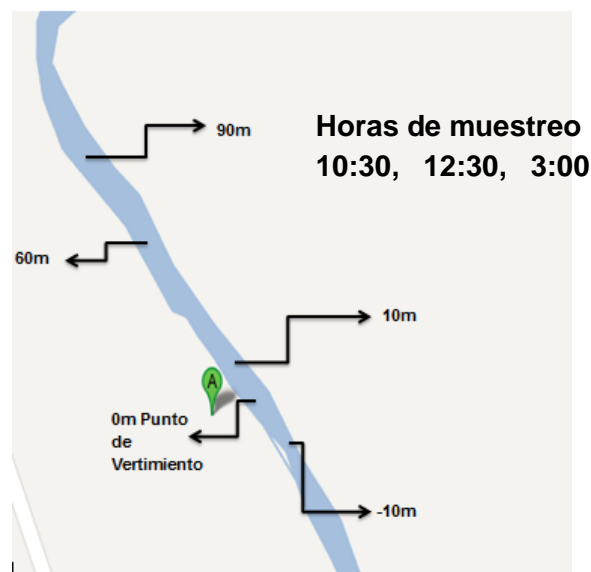 90m
Horas de muestreo
10:30, 12:30, 3:00
60m
10m
A
0m Punto
de
Vertimiento
-10m